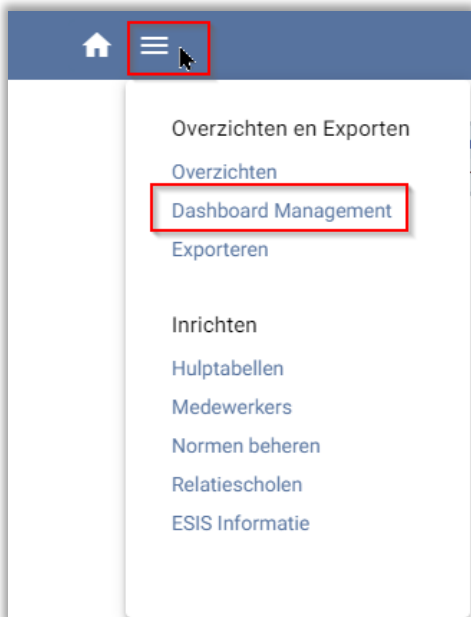 Overzichten en Exporten
Overzichten
Dashboard Management
Exporteren
Inrichten
Hulptabellen
Medewerkers
Normen beheren
Relatiescholen
ESIS Informatie